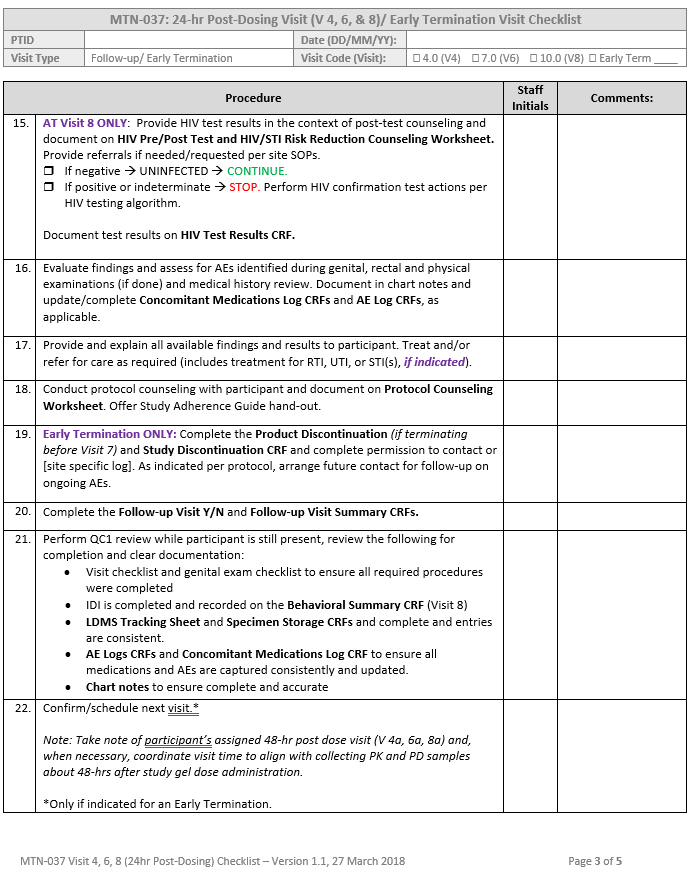 MTN-037: 24-hr Post-Dosing Visit (V 4, 6, & 8)/ Early Termination Visit Checklist
PTID
Date (DD/MM/YY):
Visit Type
Follow-up/ Early Termination
Visit Code (Visit):
☐ 4.0 (V4) ☐ 7.0 (V6) ☐ 10.0 (V8) ☐ Early Term ____
Procedure
Staff
Initials
Comments:
15. AT Visit 8 ONLY: Provide HIV test results in the context of post-test counseling and
document on HIV Pre/Post Test and HIV/STI Risk Reduction Counseling Worksheet.
Provide referrals if needed/requested per site SOPs.
❒ If negative → UNINFECTED → CONTINUE.
❒ If positive or indeterminate → STOP. Perform HIV confirmation test actions per
HIV testing algorithm.
Document test results on HIV Test Results CRF.
16. Evaluate findings and assess for AEs identified during genital, rectal and physical
examinations (if done) and medical history review. Document in chart notes and
update/complete Concomitant Medications Log CRFs and AE Log CRFs, as
applicable.
17. Provide and explain all available findings and results to participant. Treat and/or
refer for care as required (includes treatment for RTI, UTI, or STI(s), if indicated).
18. Conduct protocol counseling with participant and document on Protocol Counseling
Worksheet. Offer Study Adherence Guide hand-out.
19. Early Termination ONLY: Complete the Product Discontinuation (if terminating
before Visit 7) and Study Discontinuation CRF and complete permission to contact or
[site specific log]. As indicated per protocol, arrange future contact for follow-up on
ongoing AEs.
20. Complete the Follow-up Visit Y/N and Follow-up Visit Summary CRFs.
21. Perform QC1 review while participant is still present, review the following for
completion and clear documentation:
• Visit checklist and genital exam checklist to ensure all required procedures
were completed
• IDI is completed and recorded on the Behavioral Summary CRF (Visit 8)
• LDMS Tracking Sheet and Specimen Storage CRFs and complete and entries
are consistent.
• AE Logs CRFs and Concomitant Medications Log CRF to ensure all
medications and AEs are captured consistently and updated.
• Chart notes to ensure complete and accurate
22. Confirm/schedule next visit.*
Note: Take note of participant's assigned 48-hr post dose visit (V 4a, 6a, 8a) and,
when necessary, coordinate visit time to align with collecting PK and PD samples
about 48-hrs after study gel dose administration.
*Only if indicated for an Early Termination.
MTN-037 Visit 4, 6, 8 (24hr Post-Dosing) Checklist – Version 1.1, 27 March 2018
Page 3 of 5